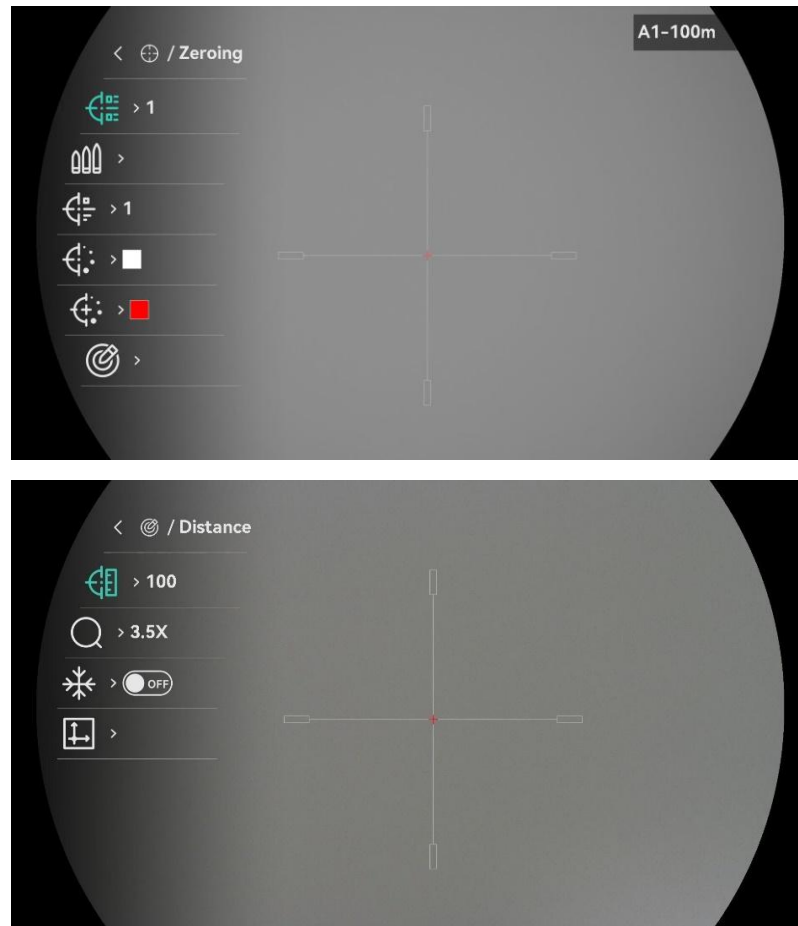 A1-100m
/ Zeroing
1
1
/ Distance
100
3.5X
OFF